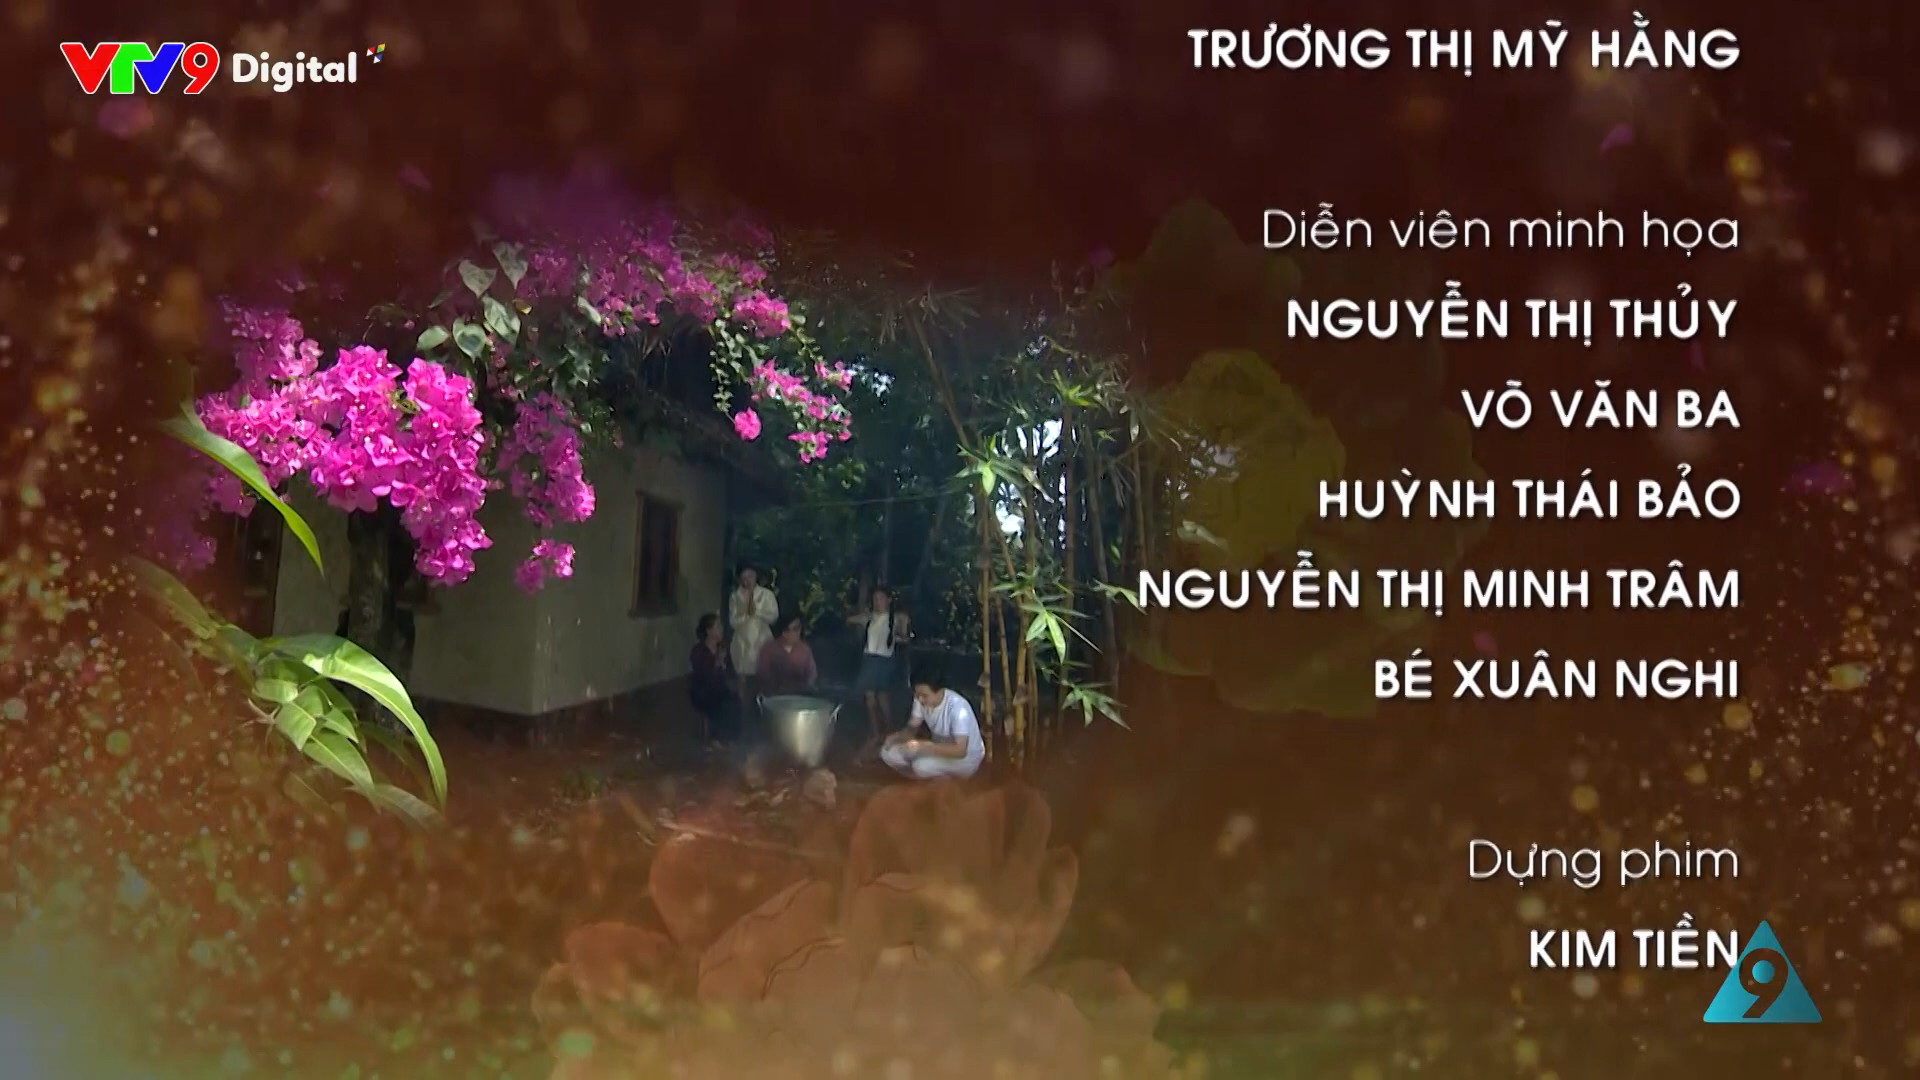 VTV9 Digital
TRƯƠNG THỊ MỸ HẰNG
Diễn viên minh họa
NGUYỄN THỊ THỦY
VÕ VĂN BA
HUỲNH THÁI BẢO
NGUYỄN THỊ MINH TRÂM
BÉ XUÂN NGHI
Dựng phim
KIM TIỀN
9